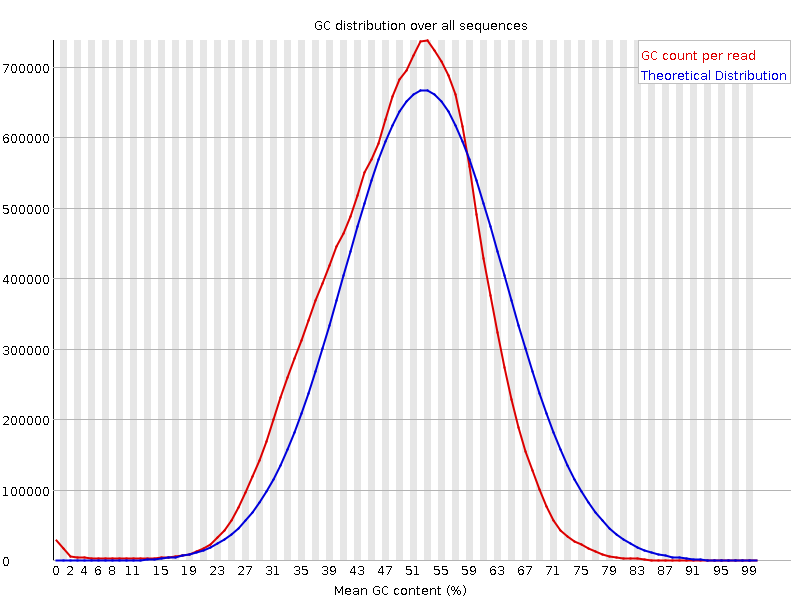 GC distribution over all sequences
GC count per read
Theoretical Distribution
700000
600000
500000
400000
300000
200000
100000
0
0 2 4 6 8 11 15 19 23 27 31 35 39 43 47 51 55 59 63 67 71 75 79 83 87 91 95 99
Mean GC content (%)